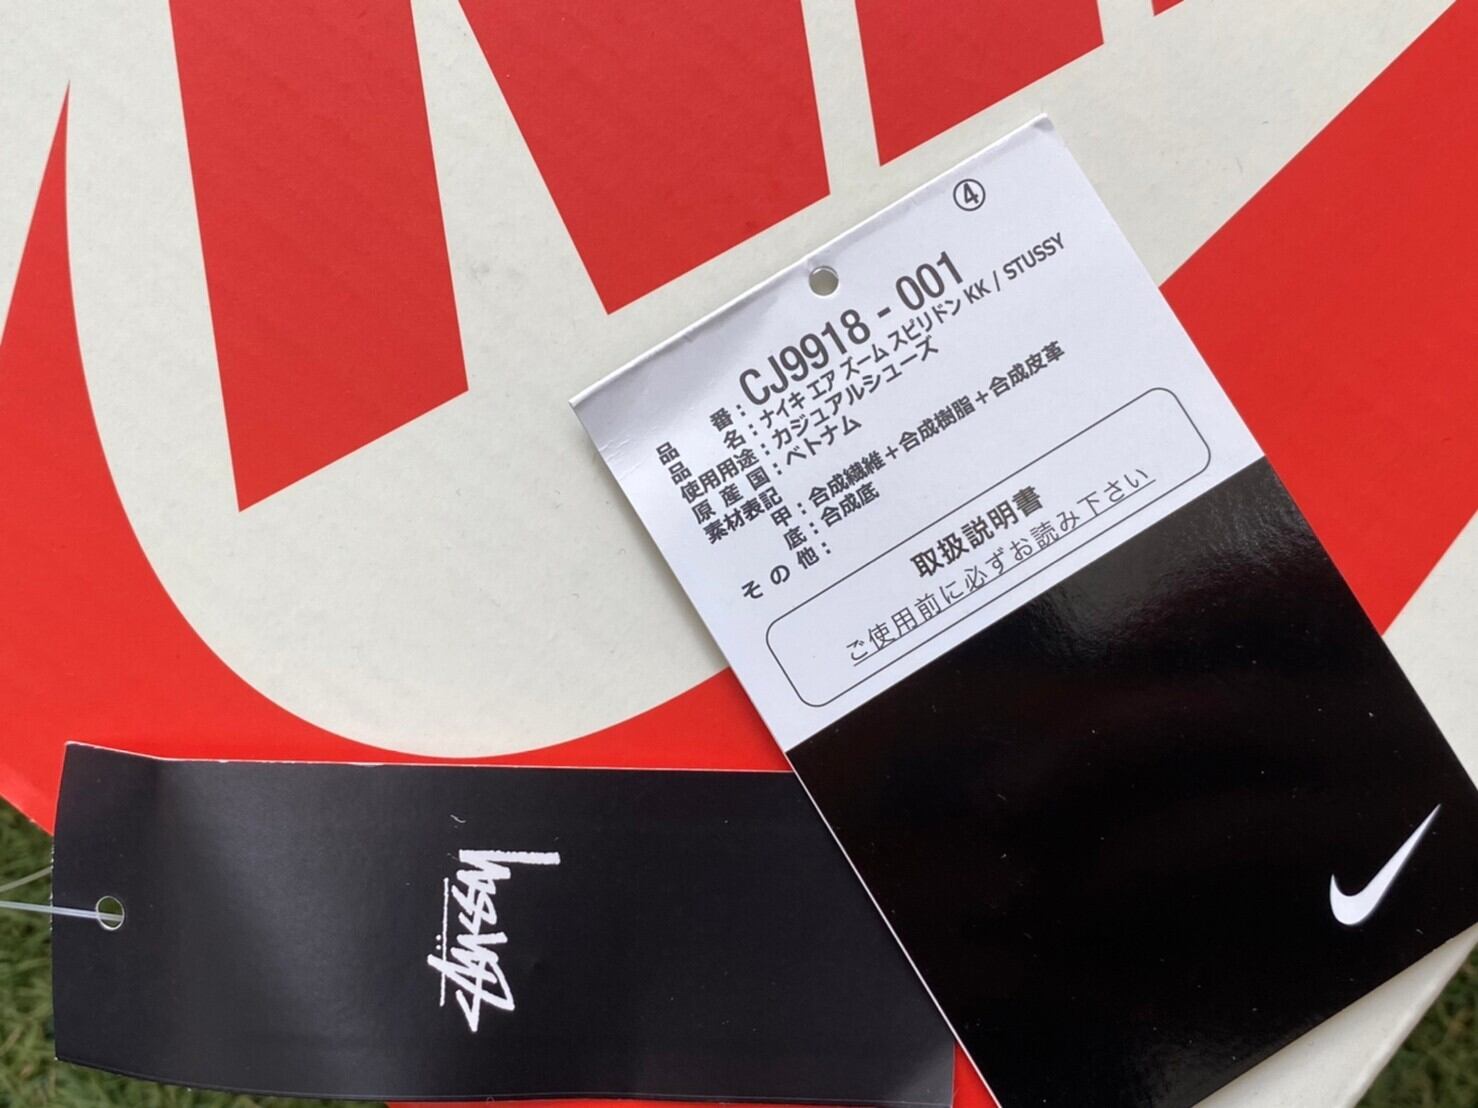 ④
品番：CJ9918 - 001
品名：ナイキ エア ズーム スピリドン KK / STUSSY
使用用途：カジュアルシューズ
原産国：ベトナム
素材表記
甲：合成繊維＋合成樹脂＋合成皮革
底：合成底
その他：
取扱説明書
ご使用前に必ずお読み下さい
Stüssy